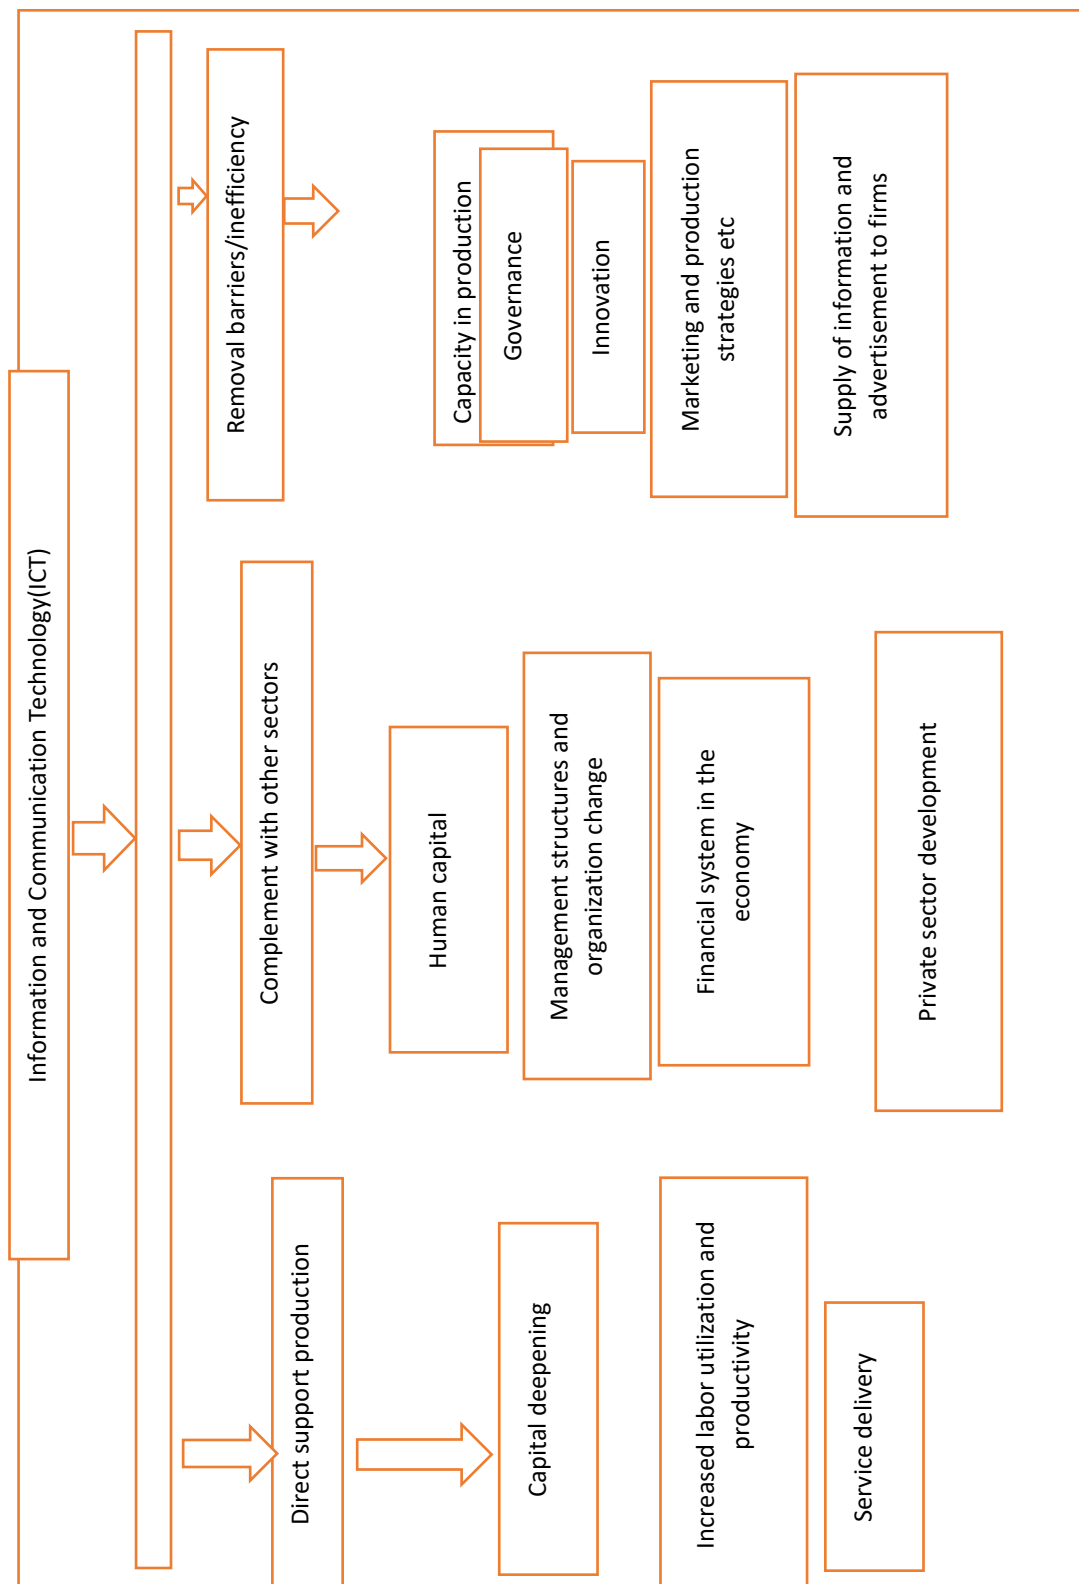 Information and Communication Technology(ICT)
Direct support production
Complement with other sectors
Removal barriers/inefficiency
Capital deepening
Increased labor utilization and
productivity
Service delivery
Human capital
Management structures and
organization change
Financial system in the
economy
Private sector development
Capacity in production
Governance
Innovation
Marketing and production
strategies etc
Supply of information and
advertisement to firms